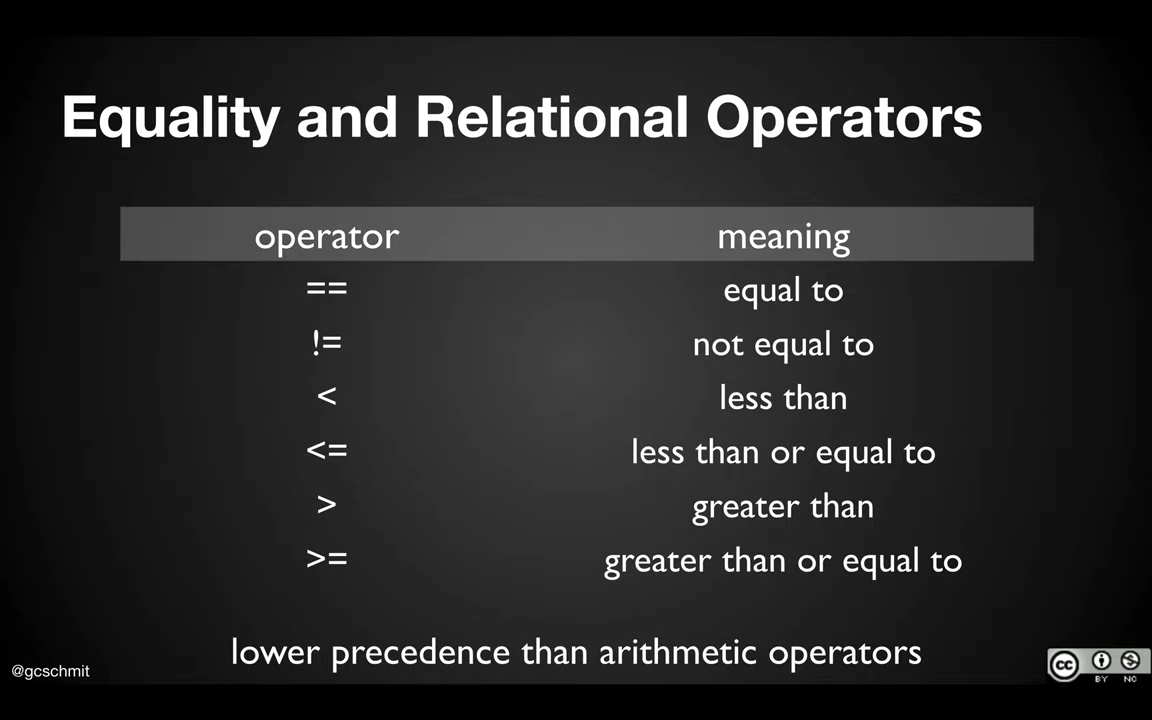 Equality and Relational Operators
operator meaning
== equal to
!= not equal to
< less than
<= less than or equal to
> greater than
>= greater than or equal to
lower precedence than arithmetic operators
@gcschmit
cc
BY NC